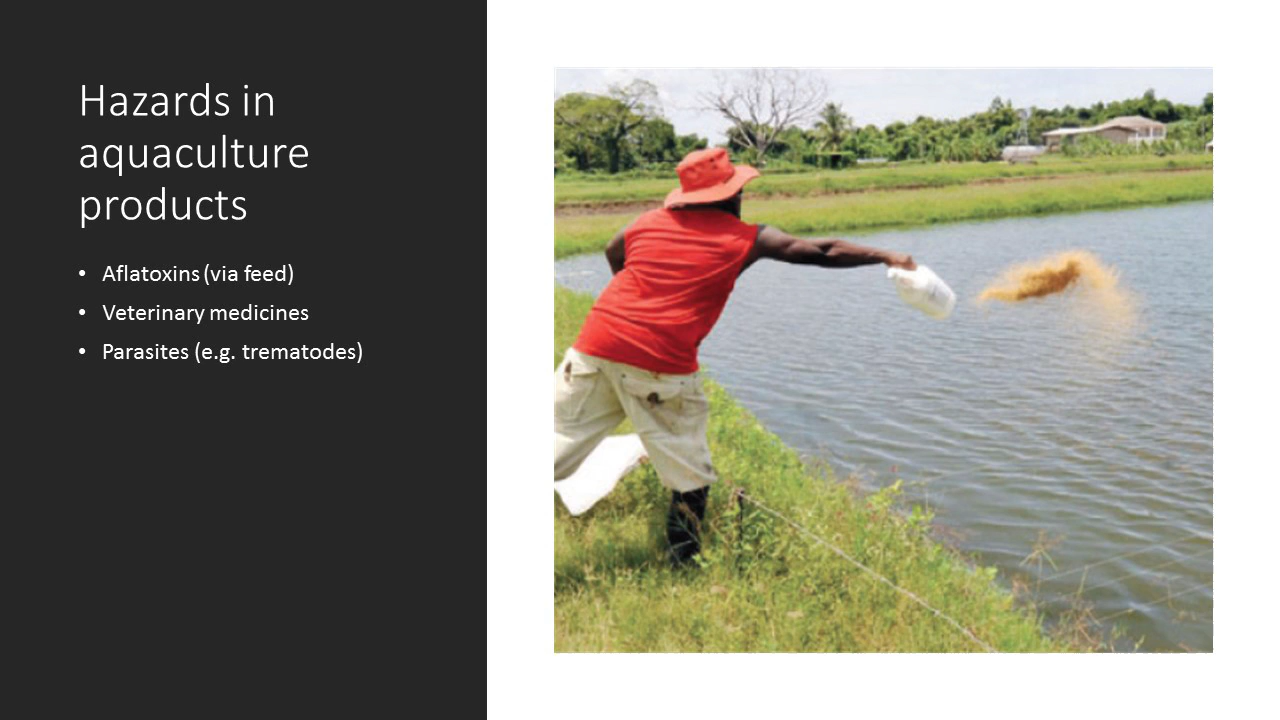 Hazards in
aquaculture
products
• Aflatoxins (via feed)
• Veterinary medicines
• Parasites (e.g. trematodes)